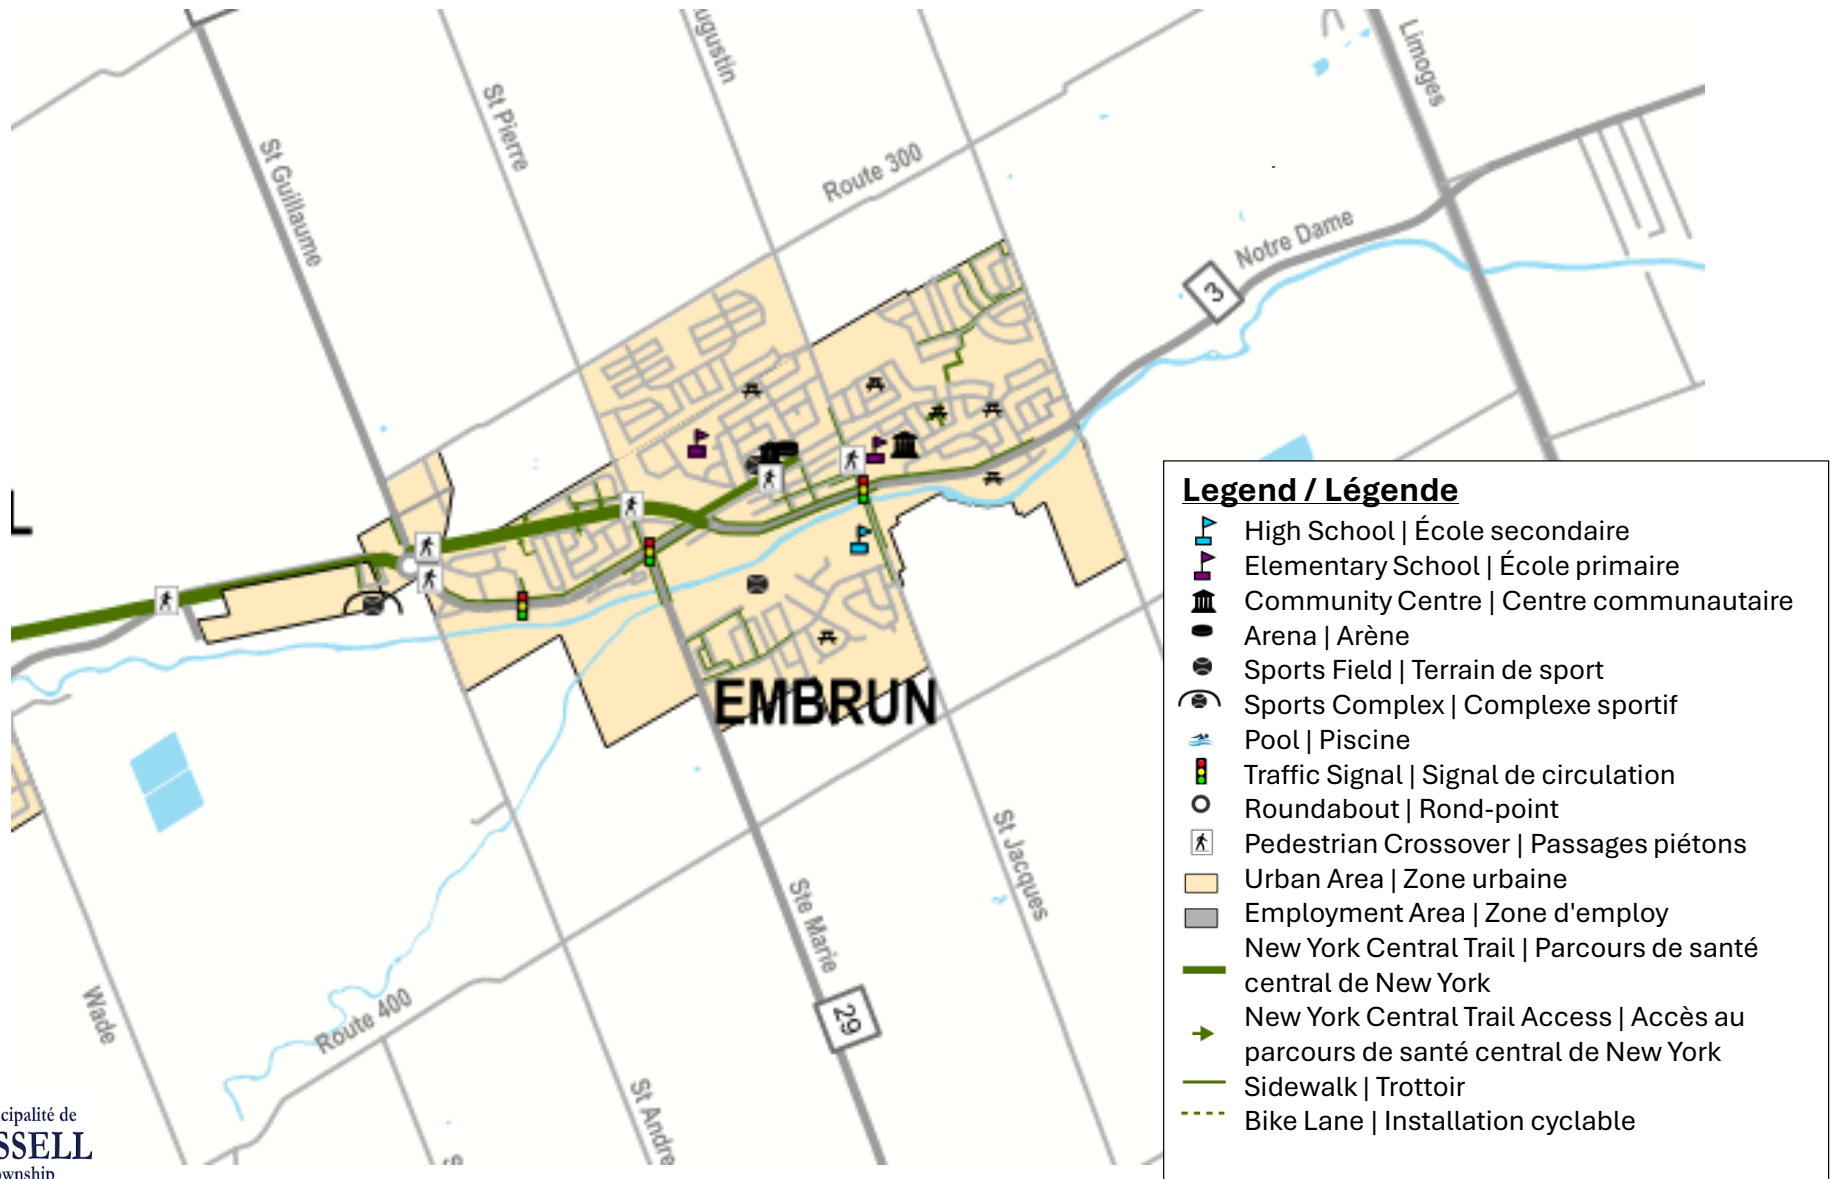 ugustin
Limoges
St Pierre
St Guillaume
Route 300
Notre Dame
3
L
EMBRUN
St Jacques
Ste Marie
29
Wade
Route 400
St Andre
S
cipalité de
SSELL
ownship
Legend / Légende
High School | École secondaire
Elementary School | École primaire
Community Centre | Centre communautaire
Arena | Arène
Sports Field | Terrain de sport
Sports Complex | Complexe sportif
Pool | Piscine
Traffic Signal | Signal de circulation
Roundabout | Rond-point
Pedestrian Crossover | Passages piétons
Urban Area | Zone urbaine
Employment Area | Zone d'employ
New York Central Trail | Parcours de santé
central de New York
New York Central Trail Access | Accès au
parcours de santé central de New York
Sidewalk | Trottoir
Bike Lane | Installation cyclable